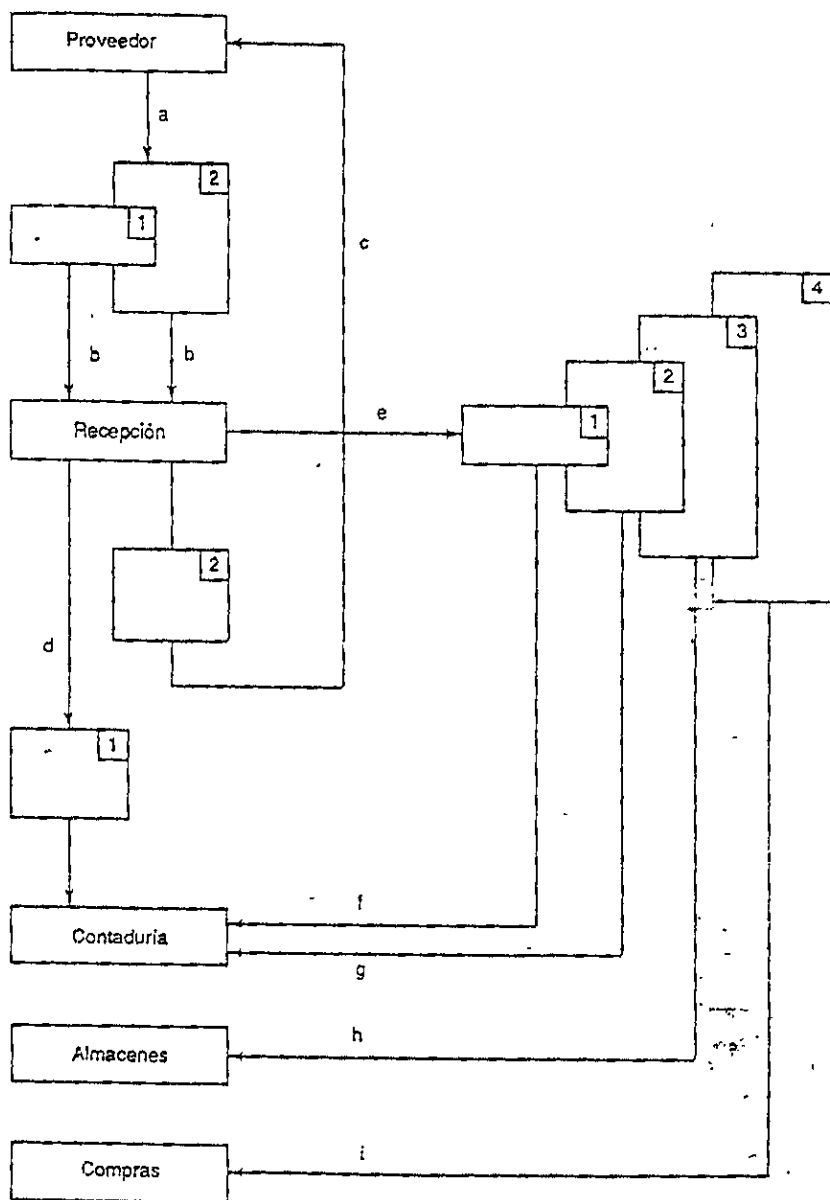 Proveedor
a
2
1
c
4
3
b
b
2
1
e
Recepción
2
d
1
f
Contaduría
g
h
Almacenes
i
Compras